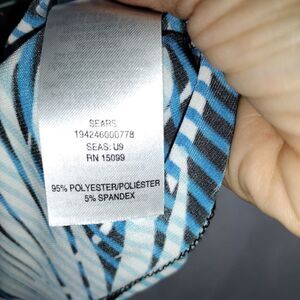 SEARS
194246000778
SEAS: U9
RN 15099
95% POLYESTER/POLIÉSTER
5% SPANDEX